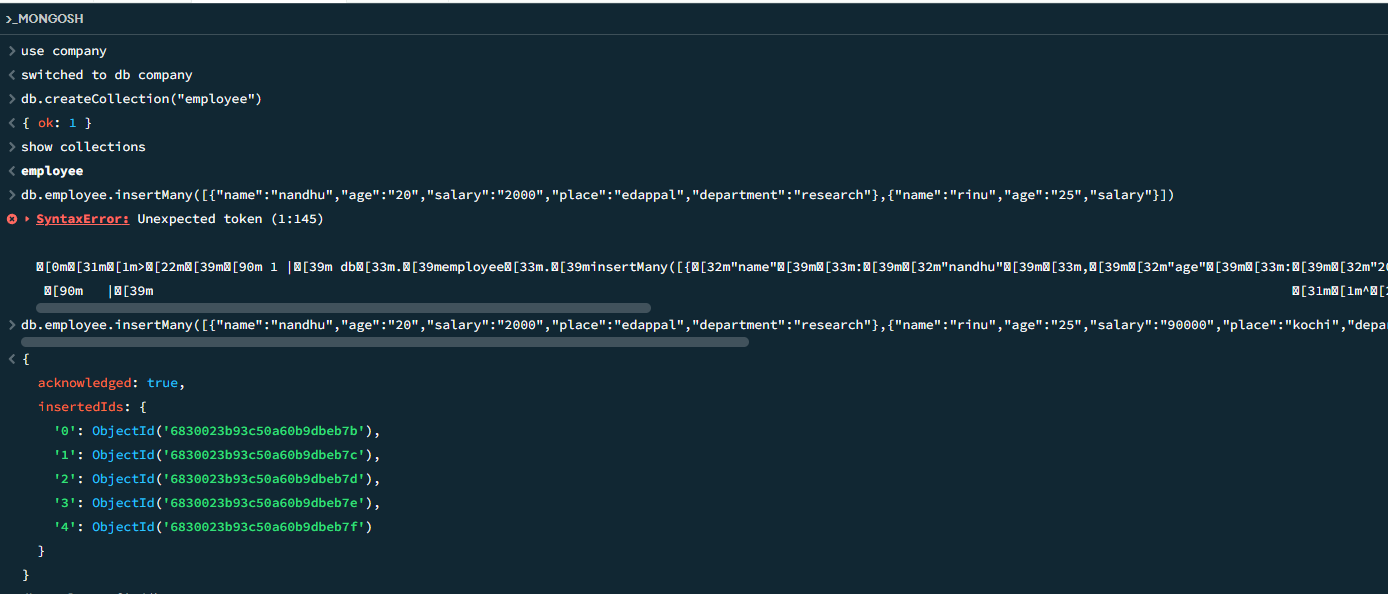 >_MONGOSH
> use company
< switched to db company
> db.createCollection("employee")
< { ok: 1 }
> show collections
< employee
> db.employee.insertMany([{"name":"nandhu","age":"20","salary":"2000","place":"edappal","department":"research"},{"name":"rinu","age":"25","salary"}])
SyntaxError: Unexpected token (1:145)
�[0m�[31m�[1m>�[22m�[39m�[90m 1 |�[39m db�[33m.�[39memployee�[33m.�[39minsertMany([{�[32m"name"�[39m�[33m:�[39m�[32m"nandhu"�[39m�[33m,�[39m�[32m"age"�[39m�[33m:�[39m�[32m"20
�[90m   |�[39m �[31m�[1m^�[
> db.employee.insertMany([{"name":"nandhu","age":"20","salary":"2000","place":"edappal","department":"research"},{"name":"rinu","age":"25","salary":"90000","place":"kochi","depa
< {
acknowledged: true,
insertedIds: {
'0': ObjectId('6830023b93c50a60b9dbeb7b'),
'1': ObjectId('6830023b93c50a60b9dbeb7c'),
'2': ObjectId('6830023b93c50a60b9dbeb7d'),
'3': ObjectId('6830023b93c50a60b9dbeb7e'),
'4': ObjectId('6830023b93c50a60b9dbeb7f')
}
}